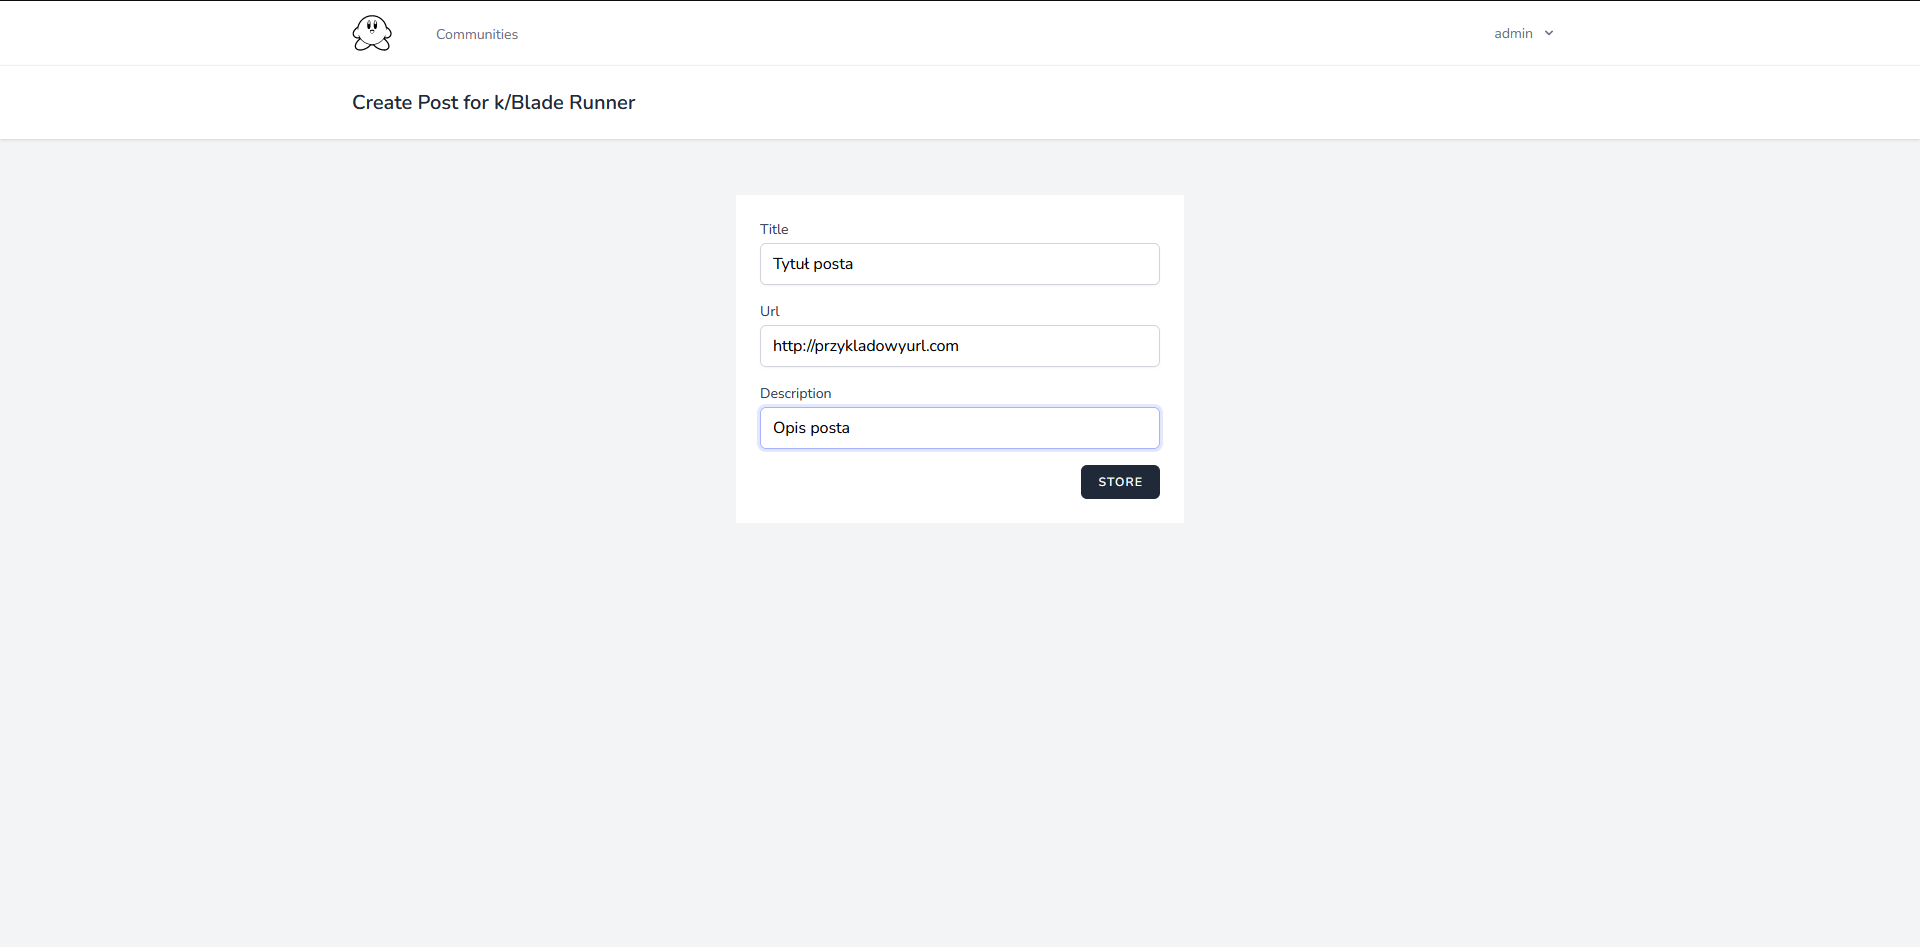 Communities
admin
Create Post for k/Blade Runner
Title
Tytuł posta
Url
http://przykladowyurl.com
Description
Opis posta
STORE